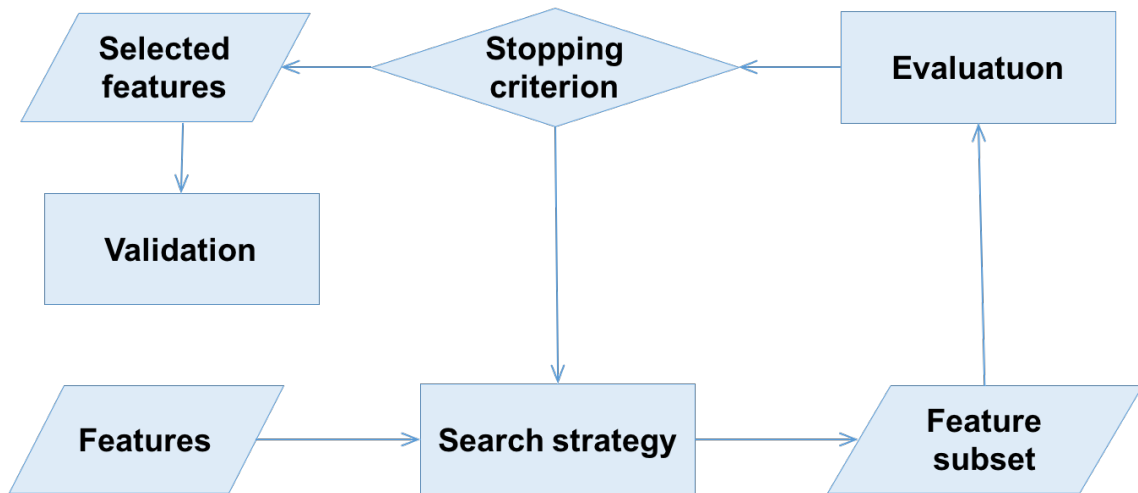 Selected
features
Stopping
criterion
Evaluatuon
Validation
Features
Search strategy
Feature
subset